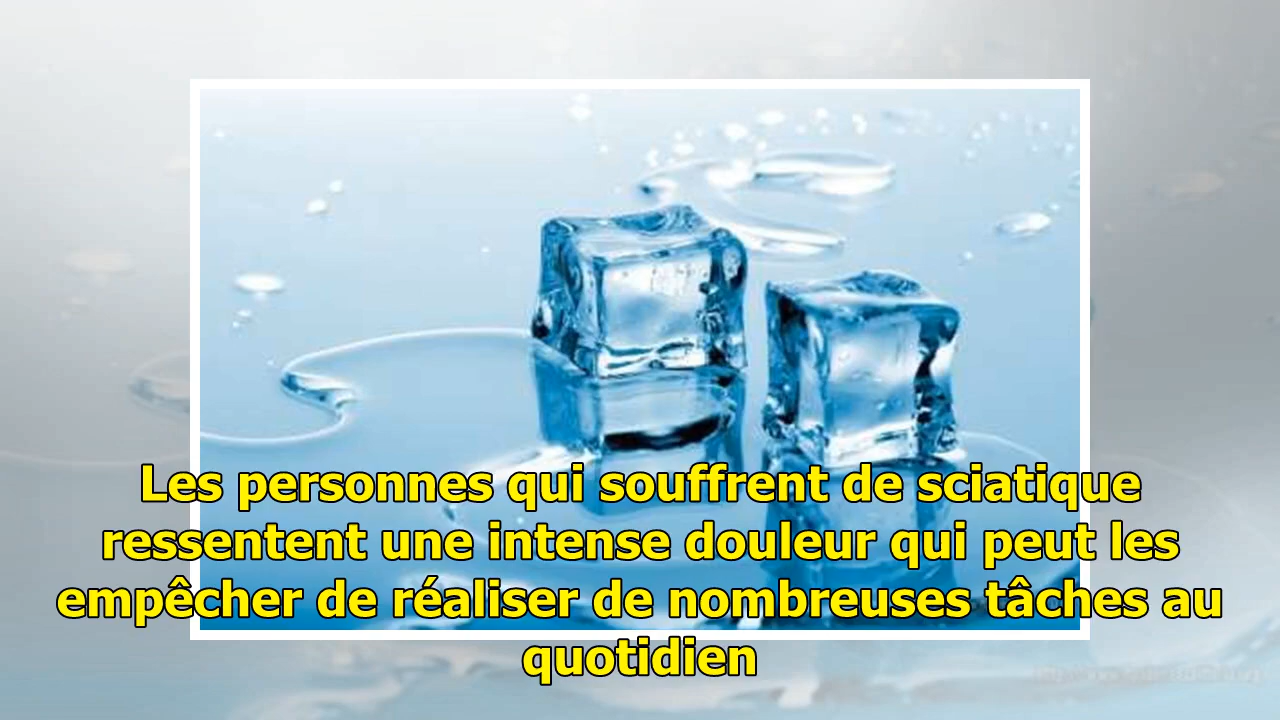 Les personnes qui souffrent de sciatique
ressentent une intense douleur qui peut les
empêcher de réaliser de nombreuses tâches au
quotidien